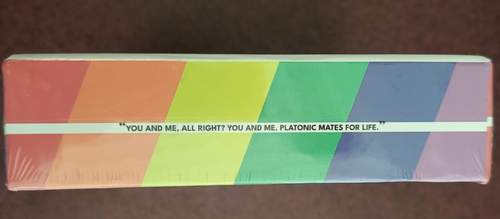 “YOU AND ME, ALL RIGHT? YOU AND ME. PLATONIC MATES FOR LIFE.”